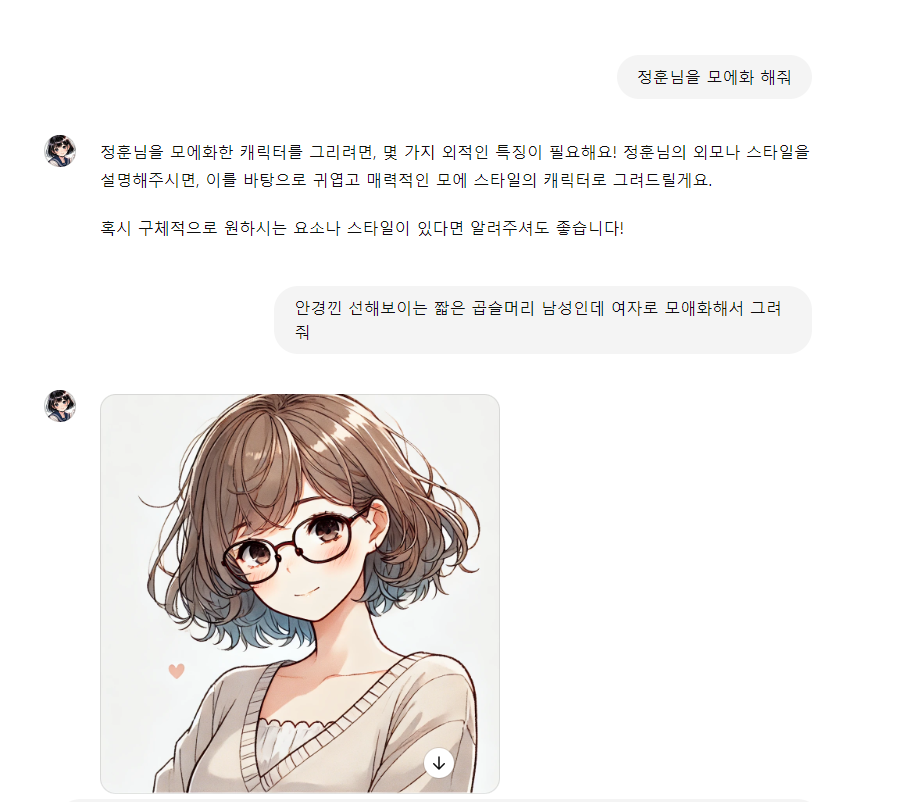 정훈님을 모에화 해줘
정훈님을 모에화한 캐릭터를 그리려면, 몇 가지 외적인 특징이 필요해요! 정훈님의 외모나 스타일을
설명해주시면, 이를 바탕으로 귀엽고 매력적인 모에 스타일의 캐릭터로 그려드릴게요.
혹시 구체적으로 원하시는 요소나 스타일이 있다면 알려주셔도 좋습니다!
안경낀 선해보이는 짧은 곱슬머리 남성인데 여자로 모애화해서 그려
줘